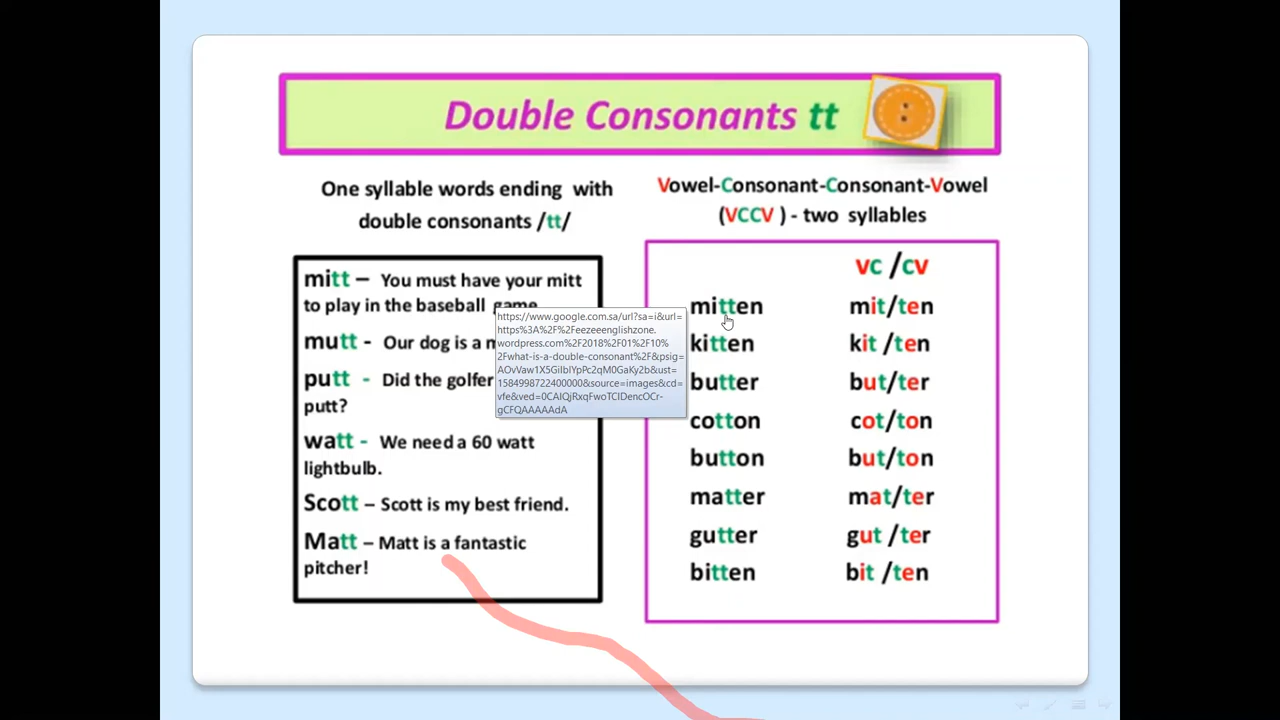 Double Consonants tt
One syllable words ending with
double consonants /tt/
mitt – You must have your mitt
to play in the baseball game
mutt - Our dog is a
putt - Did the golfer
putt?
watt - We need a 60 watt
lightbulb.
Scott – Scott is my best friend.
Matt – Matt is a fantastic
pitcher!
https://www.google.com.sa/url?sa=i&url=
https%3A%2F%2Feezeeenglishzone.
wordpress.com%2F2018%2F01%2F10%
2Fwhat-is-a-double-consonant%2F&psig=
AOvVaw1X5GilblYpPc2qM0GaKy2b&ust=
1584998722400000&source=images&cd=
vfe&ved=0CAIQjRxqFwoTCIDencOCr-
gCFQAAAAAdA
Vowel-Consonant-Consonant-Vowel
(VCCV ) - two syllables
vc /cv
mitten mit/ten
kitten kit /ten
butter but/ter
cotton cot/ton
button but/ton
matter mat/ter
gutter gut /ter
bitten bit /ten